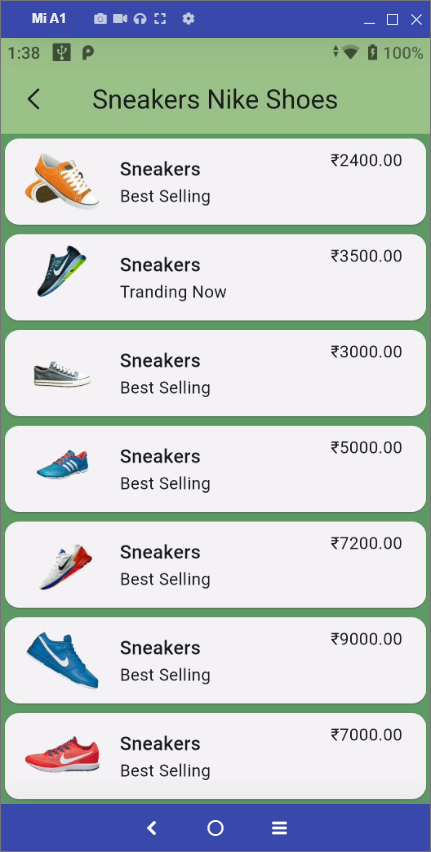 Mi A1
1:38
100%
Sneakers Nike Shoes
Sneakers
₹2400.00
Best Selling
Sneakers
₹3500.00
Tranding Now
Sneakers
₹3000.00
Best Selling
Sneakers
₹5000.00
Best Selling
Sneakers
₹7200.00
Best Selling
Sneakers
₹9000.00
Best Selling
Sneakers
₹7000.00
Best Selling